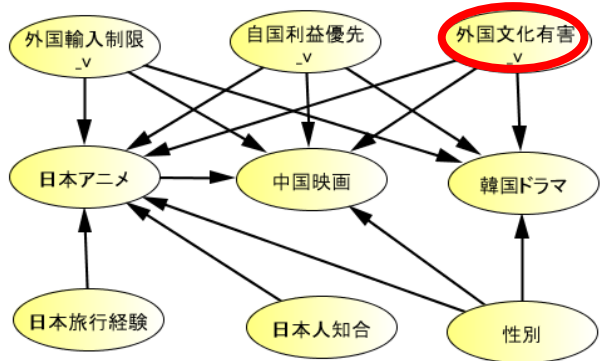 外国輸入制限
_v
自国利益優先
_v
外国文化有害
_v
日本アニメ
中国映画
韓国ドラマ
日本旅行経験
日本人知合
性別